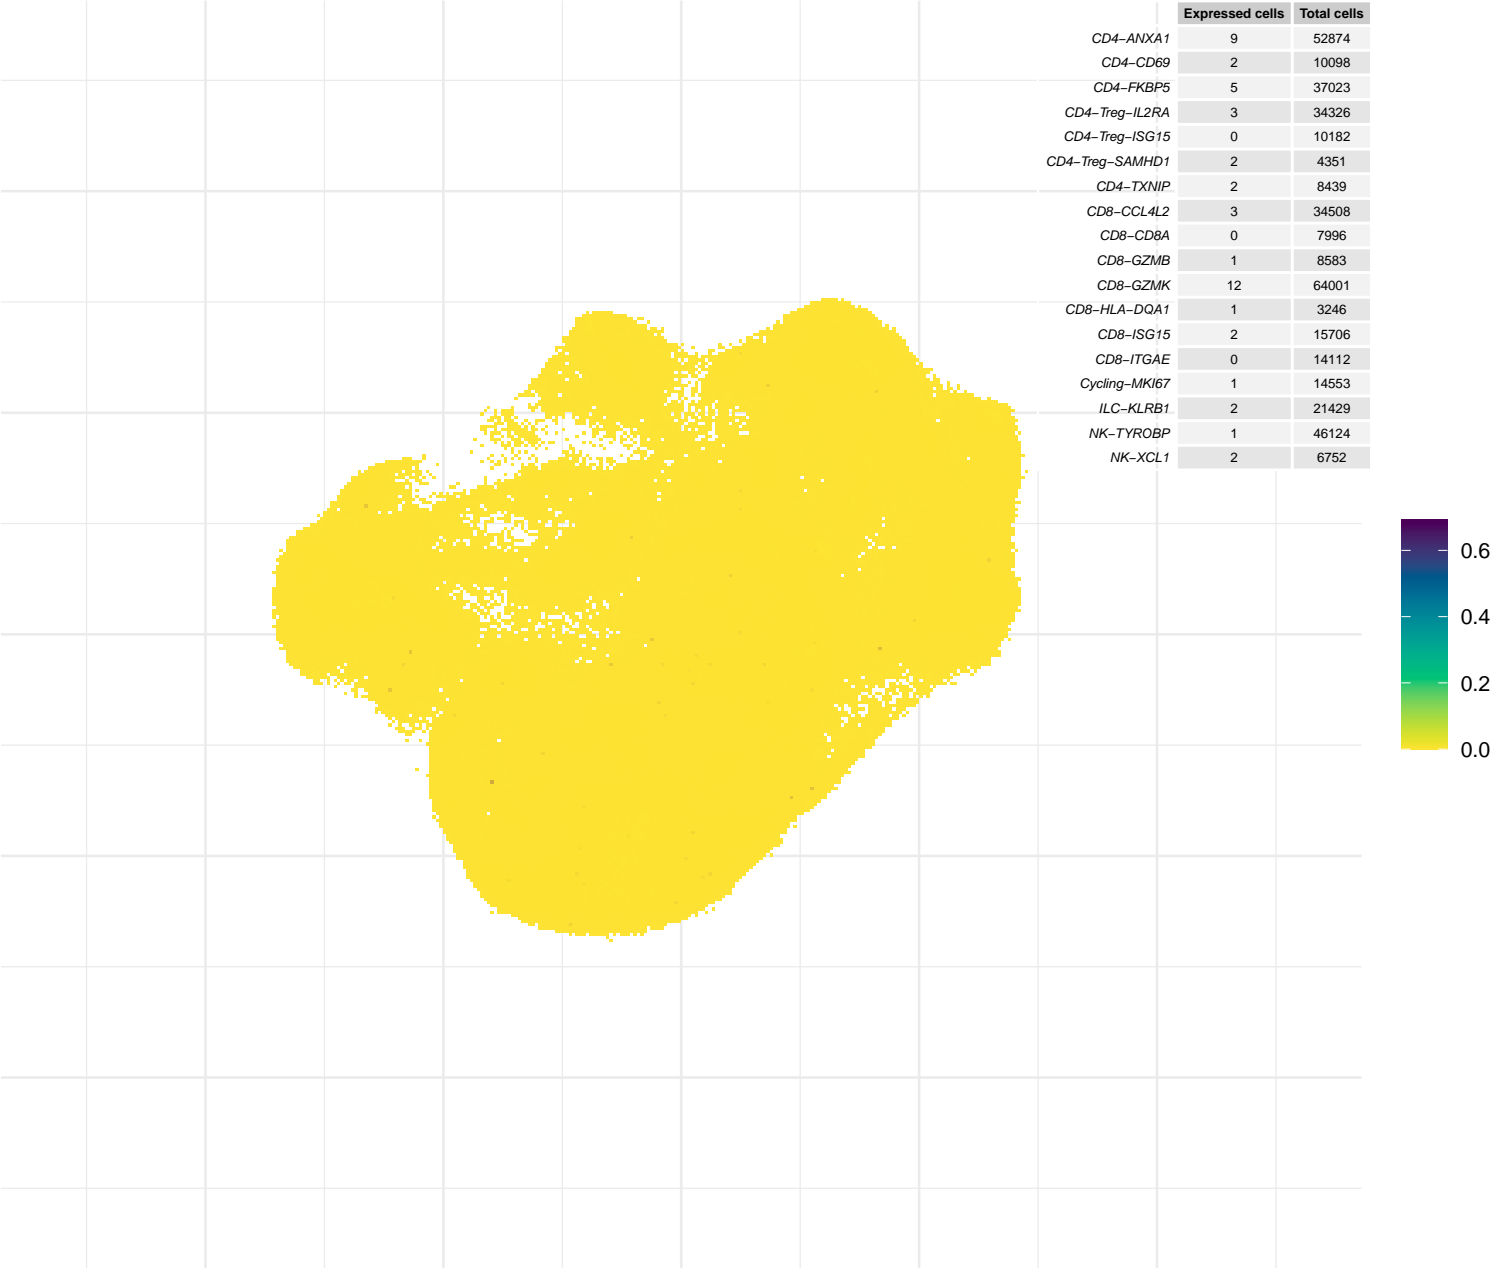 Expressed cells Total cells
CD4−ANXA1 9 52874
CD4−CD69 2 10098
CD4−FKBP5 5 37023
CD4−Treg−IL2RA 3 34326
CD4−Treg−ISG15 0 10182
CD4−Treg−SAMHD1 2 4351
CD4−TXNIP 2 8439
CD8−CCL4L2 3 34508
CD8−CD8A 0 7996
CD8−GZMB 1 8583
CD8−GZMK 12 64001
CD8−HLA−DQA1 1 3246
CD8−ISG15 2 15706
CD8−ITGAE 0 14112
Cycling−MKI67 1 14553
ILC−KLRB1 2 21429
NK−TYROBP 1 46124
NK−XCL1 2 6752
0.6
0.4
0.2
0.0